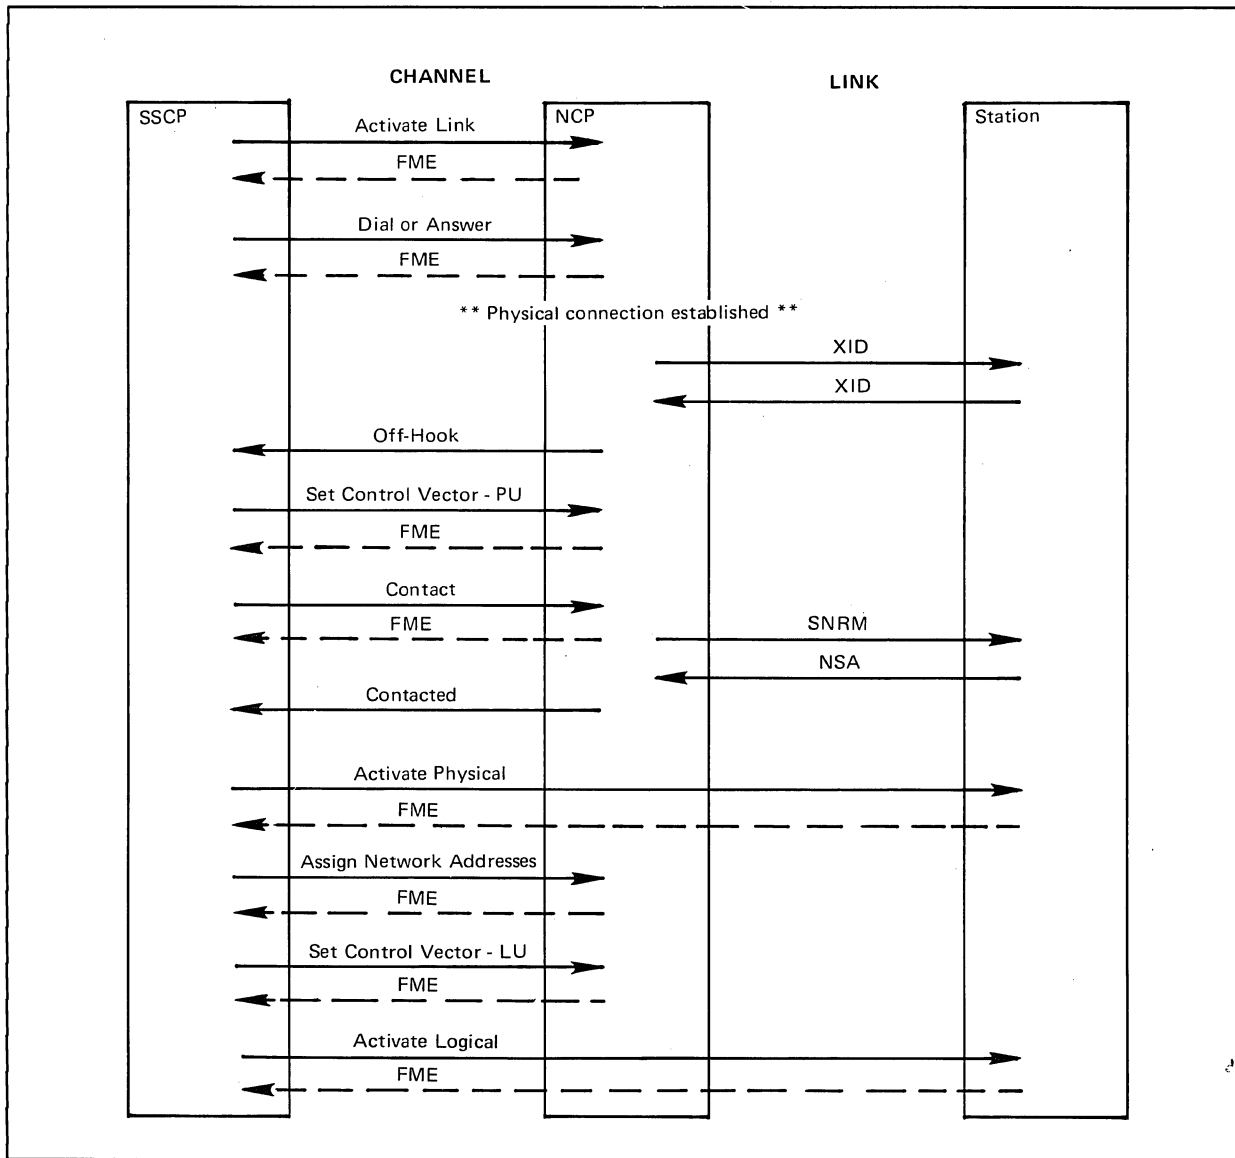 CHANNEL
LINK
SSCP
NCP
Station
Activate Link
FME
Dial or Answer
FME
** Physical connection established **
XID
XID
Off-Hook
Set Control Vector - PU
FME
Contact
FME
SNRM
NSA
Contacted
Activate Physical
FME
Assign Network Addresses
FME
Set Control Vector - LU
FME
Activate Logical
FME